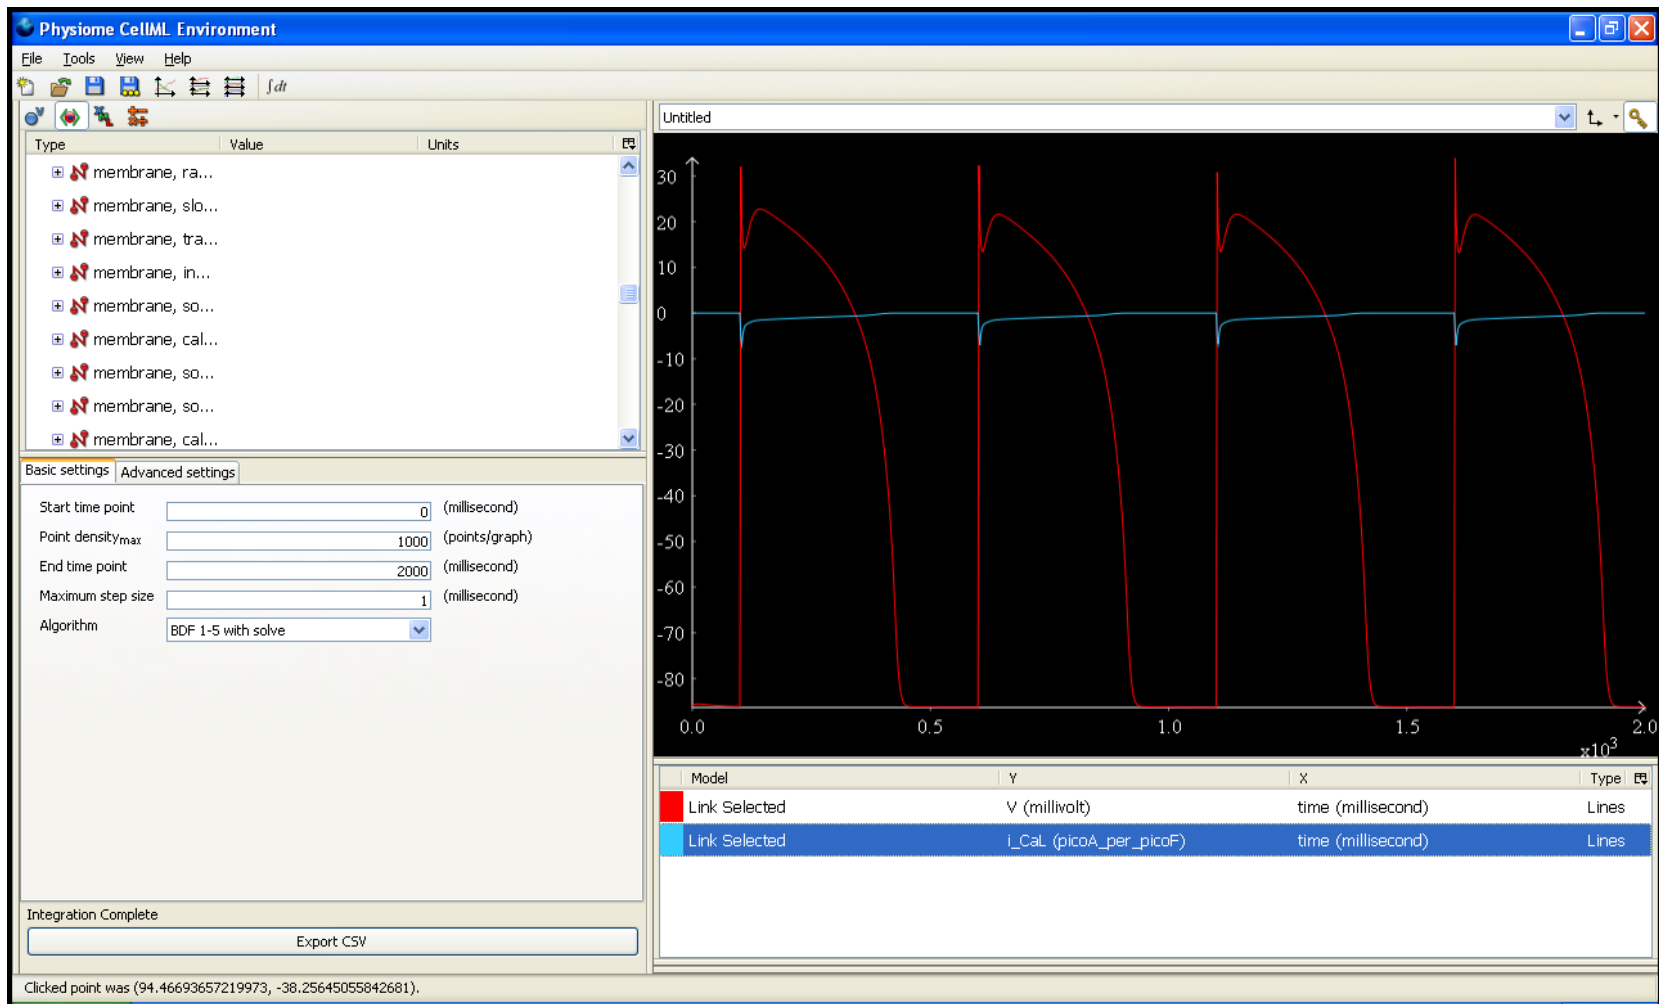 Physiome CellML Environment
File Tools View Help
∫dt
Type Value Units
membrane, ra...
membrane, slo...
membrane, tra...
membrane, in...
membrane, so...
membrane, cal...
membrane, so...
membrane, so...
membrane, cal...
Basic settings Advanced settings
Start time point 0 (millisecond)
Point densitymax 1000 (points/graph)
End time point 2000 (millisecond)
Maximum step size 1 (millisecond)
Algorithm BDF 1-5 with solve
Integration Complete
Export CSV
Untitled
30
20
10
0
-10
-20
-30
-40
-50
-60
-70
-80
0.0 0.5 1.0 1.5 2.0
x10³
Model Y X Type
Link Selected V (millivolt) time (millisecond) Lines
Link Selected i_CaL (picoA_per_picoF) time (millisecond) Lines
Clicked point was (94.46693657219973, -38.25645055842681).